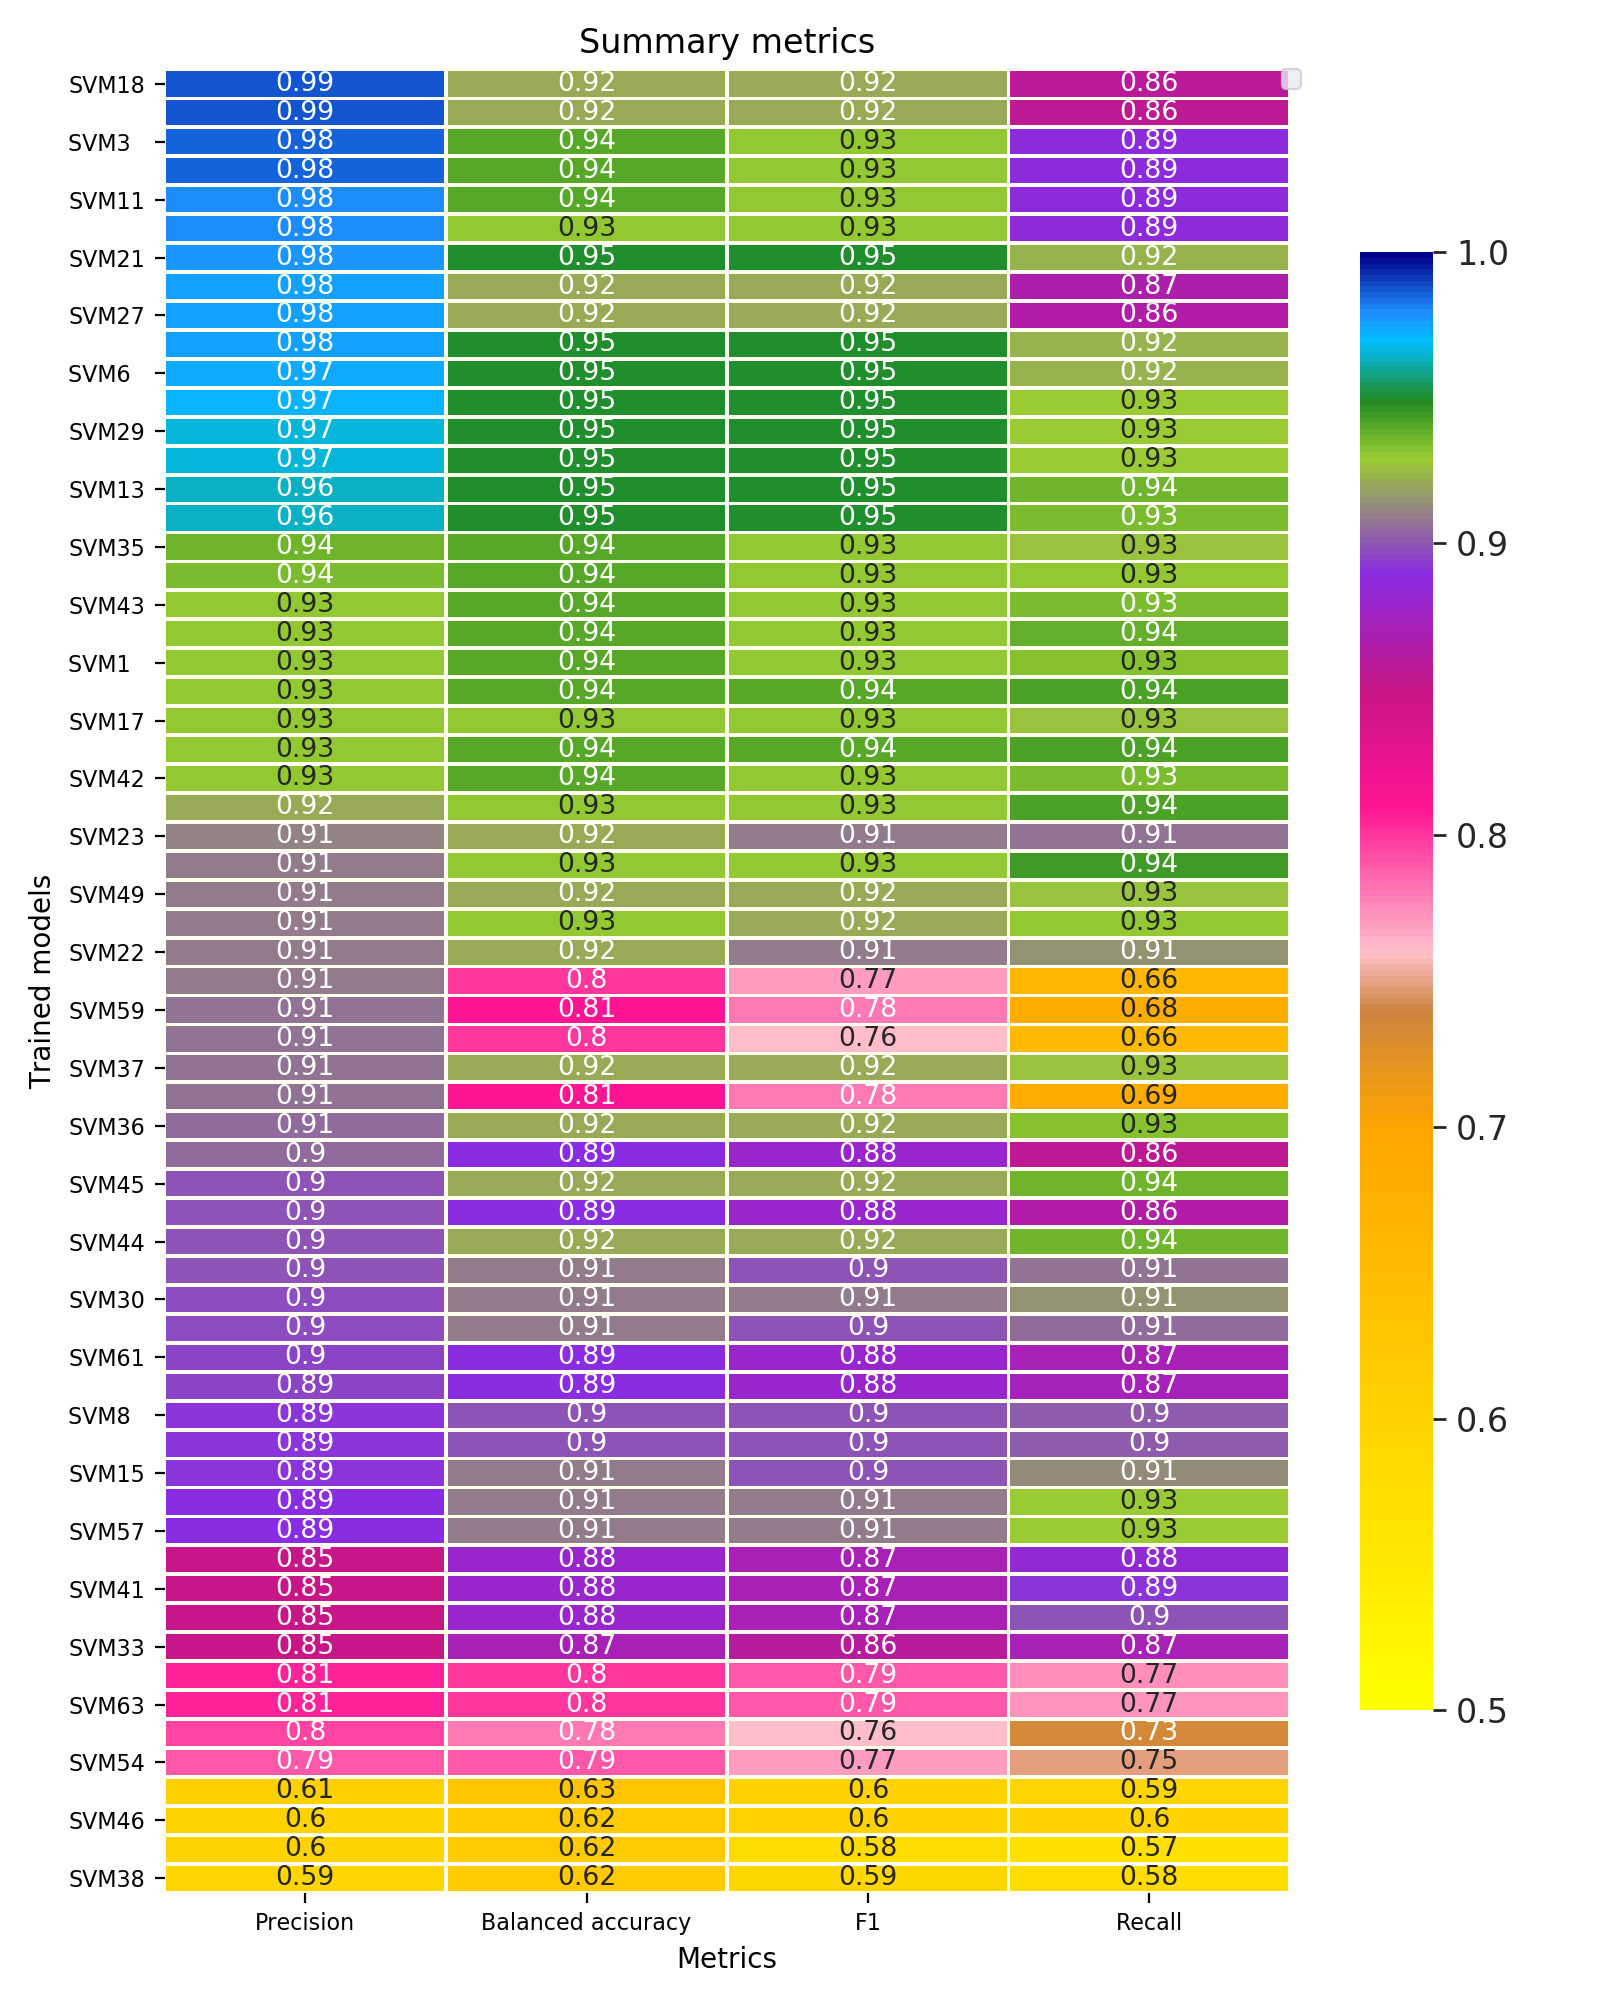 Summary metrics
SVM18 0.99 0.92 0.92 0.86
0.99 0.92 0.92 0.86
SVM3 0.98 0.94 0.93 0.89
0.98 0.94 0.93 0.89
SVM11 0.98 0.94 0.93 0.89
0.98 0.93 0.93 0.89
SVM21 0.98 0.95 0.95 0.92
0.98 0.92 0.92 0.87
SVM27 0.98 0.92 0.92 0.86
0.98 0.95 0.95 0.92
SVM6 0.97 0.95 0.95 0.92
0.97 0.95 0.95 0.93
SVM29 0.97 0.95 0.95 0.93
0.97 0.95 0.95 0.93
SVM13 0.96 0.95 0.95 0.94
0.96 0.95 0.95 0.93
SVM35 0.94 0.94 0.93 0.93
0.94 0.94 0.93 0.93
SVM43 0.93 0.94 0.93 0.93
0.93 0.94 0.93 0.94
SVM1 0.93 0.94 0.93 0.93
0.93 0.94 0.94 0.94
SVM17 0.93 0.93 0.93 0.93
0.93 0.94 0.94 0.94
SVM42 0.93 0.94 0.93 0.93
0.92 0.93 0.93 0.94
SVM23 0.91 0.92 0.91 0.91
0.91 0.93 0.93 0.94
SVM49 0.91 0.92 0.92 0.93
0.91 0.93 0.92 0.93
SVM22 0.91 0.92 0.91 0.91
0.91 0.8 0.77 0.66
SVM59 0.91 0.81 0.78 0.68
0.91 0.8 0.76 0.66
SVM37 0.91 0.92 0.92 0.93
0.91 0.81 0.78 0.69
SVM36 0.91 0.92 0.92 0.93
0.9 0.89 0.88 0.86
SVM45 0.9 0.92 0.92 0.94
0.9 0.89 0.88 0.86
SVM44 0.9 0.92 0.92 0.94
0.9 0.91 0.9 0.91
SVM30 0.9 0.91 0.91 0.91
0.9 0.91 0.9 0.91
SVM61 0.9 0.89 0.88 0.87
0.89 0.89 0.88 0.87
SVM8 0.89 0.9 0.9 0.9
0.89 0.9 0.9 0.9
SVM15 0.89 0.91 0.9 0.91
0.89 0.91 0.91 0.93
SVM57 0.89 0.91 0.91 0.93
0.85 0.88 0.87 0.88
SVM41 0.85 0.88 0.87 0.89
0.85 0.88 0.87 0.9
SVM33 0.85 0.87 0.86 0.87
0.81 0.8 0.79 0.77
SVM63 0.81 0.8 0.79 0.77
0.8 0.78 0.76 0.73
SVM54 0.79 0.79 0.77 0.75
0.61 0.63 0.6 0.59
SVM46 0.6 0.62 0.6 0.6
0.6 0.62 0.58 0.57
SVM38 0.59 0.62 0.59 0.58
Precision Balanced accuracy F1 Recall
Metrics
Trained models
1.0
0.9
0.8
0.7
0.6
0.5